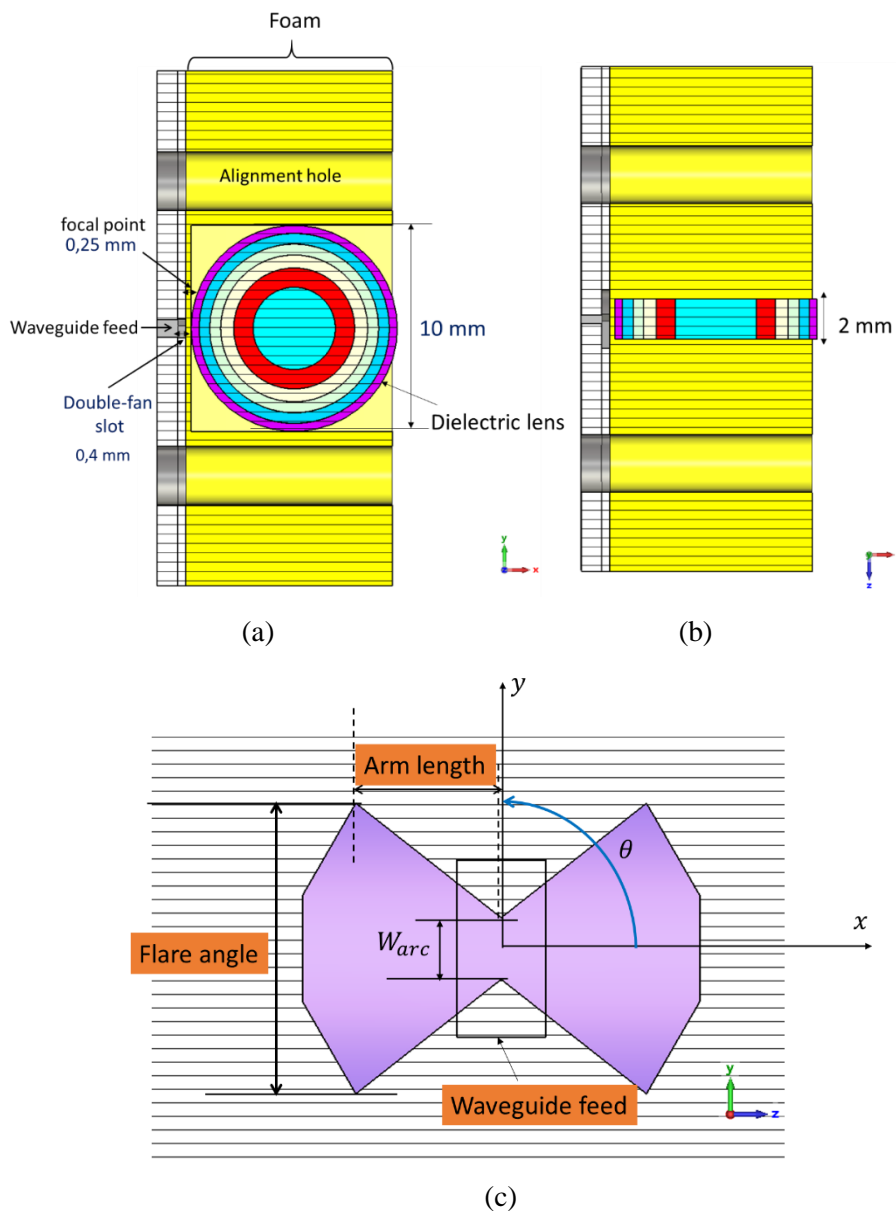 Foam
Alignment hole
focal point
0,25 mm
Waveguide feed
10 mm
Double-fan
slot
0,4 mm
Dielectric lens
y
z
x
(a)
2 mm
y
z
(b)
y
Arm length
θ
x
W_arc
Flare angle
Waveguide feed
y
z
(c)